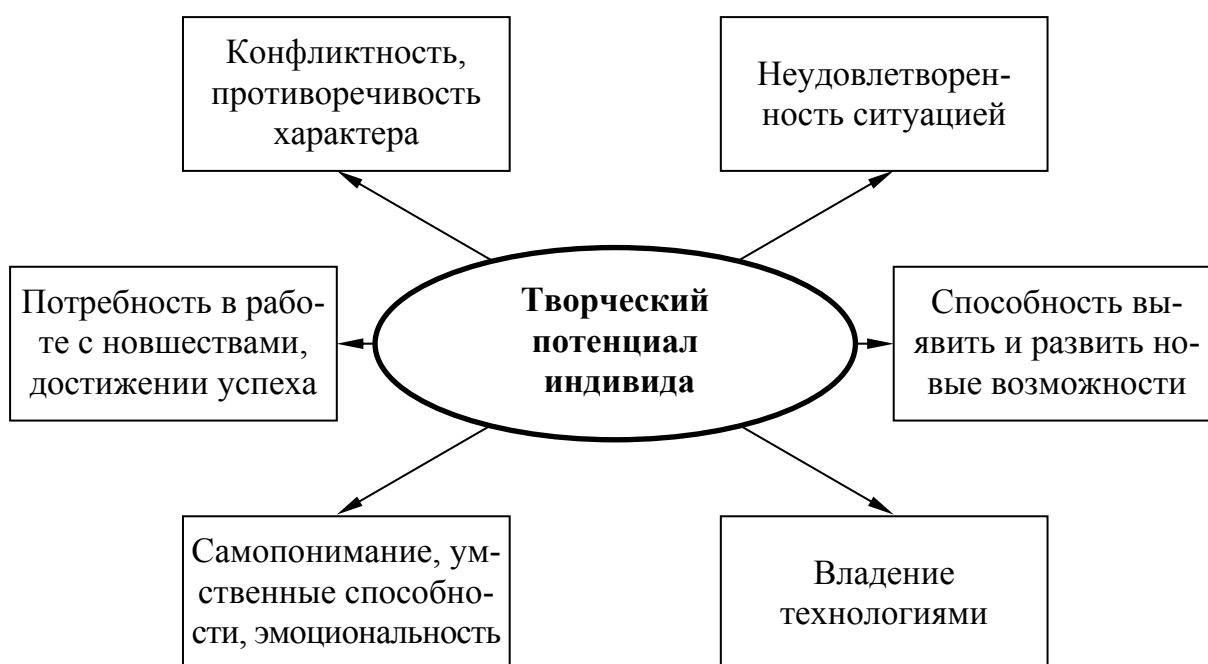 Конфликтность,
противоречивость
характера
Неудовлетворен-
ность ситуацией
Потребность в рабо-
те с новшествами,
достижении успеха
Творческий
потенциал
индивида
Способность вы-
явить и развить но-
вые возможности
Самопонимание, ум-
ственные способно-
сти, эмоциональность
Владение
технологиями